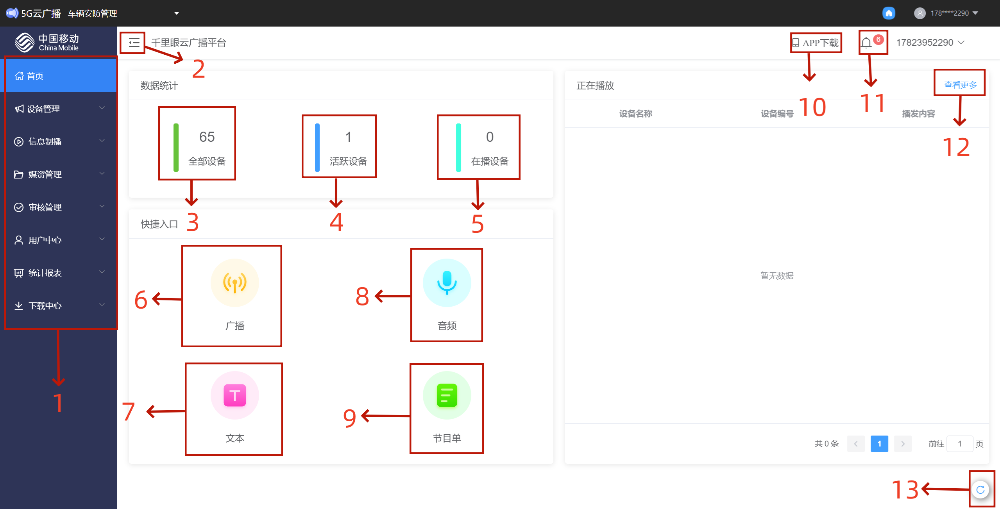 5G云广播 车辆安防管理
178****2290
中国移动
China Mobile
千里眼云广播平台
APP下载
6
17823952290
2
10
11
首页
设备管理
信息制播
媒资管理
审核管理
用户中心
统计报表
下载中心
1
数据统计
65
全部设备
1
活跃设备
0
在播设备
3
4
5
快捷入口
6
广播
8
音频
7
T
文本
9
节目单
正在播放
查看更多
设备名称 设备编号 播发内容
12
暂无数据
共 0 条 1 前往 1 页
13